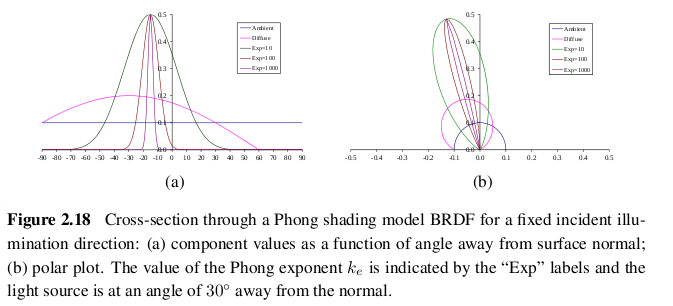 0.5
0.4
0.3
0.2
0.1
0.0
-90 -80 -70 -60 -50 -40 -30 -20 -10 0 10 20 30 40 50 60 70 80 90
Ambient
Diffuse
Exp=10
Exp=100
Exp=1000
0.5
0.4
0.3
0.2
0.1
0.0
-0.5 -0.4 -0.3 -0.2 -0.1 0.0 0.1 0.2 0.3 0.4 0.5
Ambient
Diffuse
Exp=10
Exp=100
Exp=1000
(a) (b)
Figure 2.18 Cross-section through a Phong shading model BRDF for a fixed incident illu-
mination direction: (a) component values as a function of angle away from surface normal;
(b) polar plot. The value of the Phong exponent kₑ is indicated by the “Exp” labels and the
light source is at an angle of 30° away from the normal.